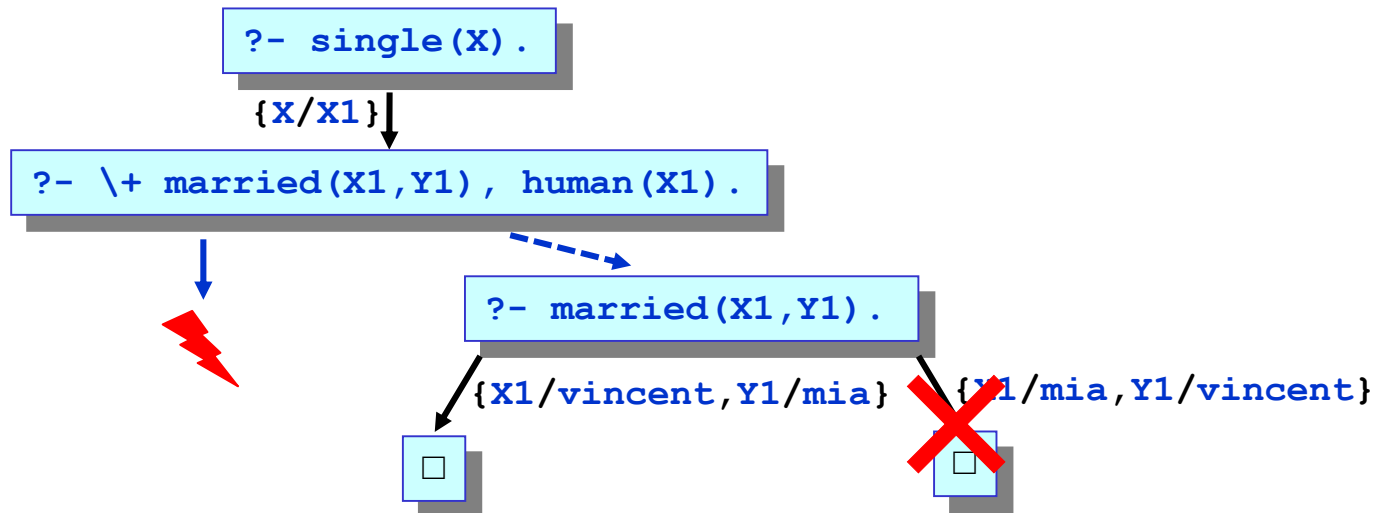 ?- single(X).
{X/X1}
?- \+ married(X1,Y1), human(X1).
?- married(X1,Y1).
{X1/vincent,Y1/mia}
{X1/mia,Y1/vincent}
□
□